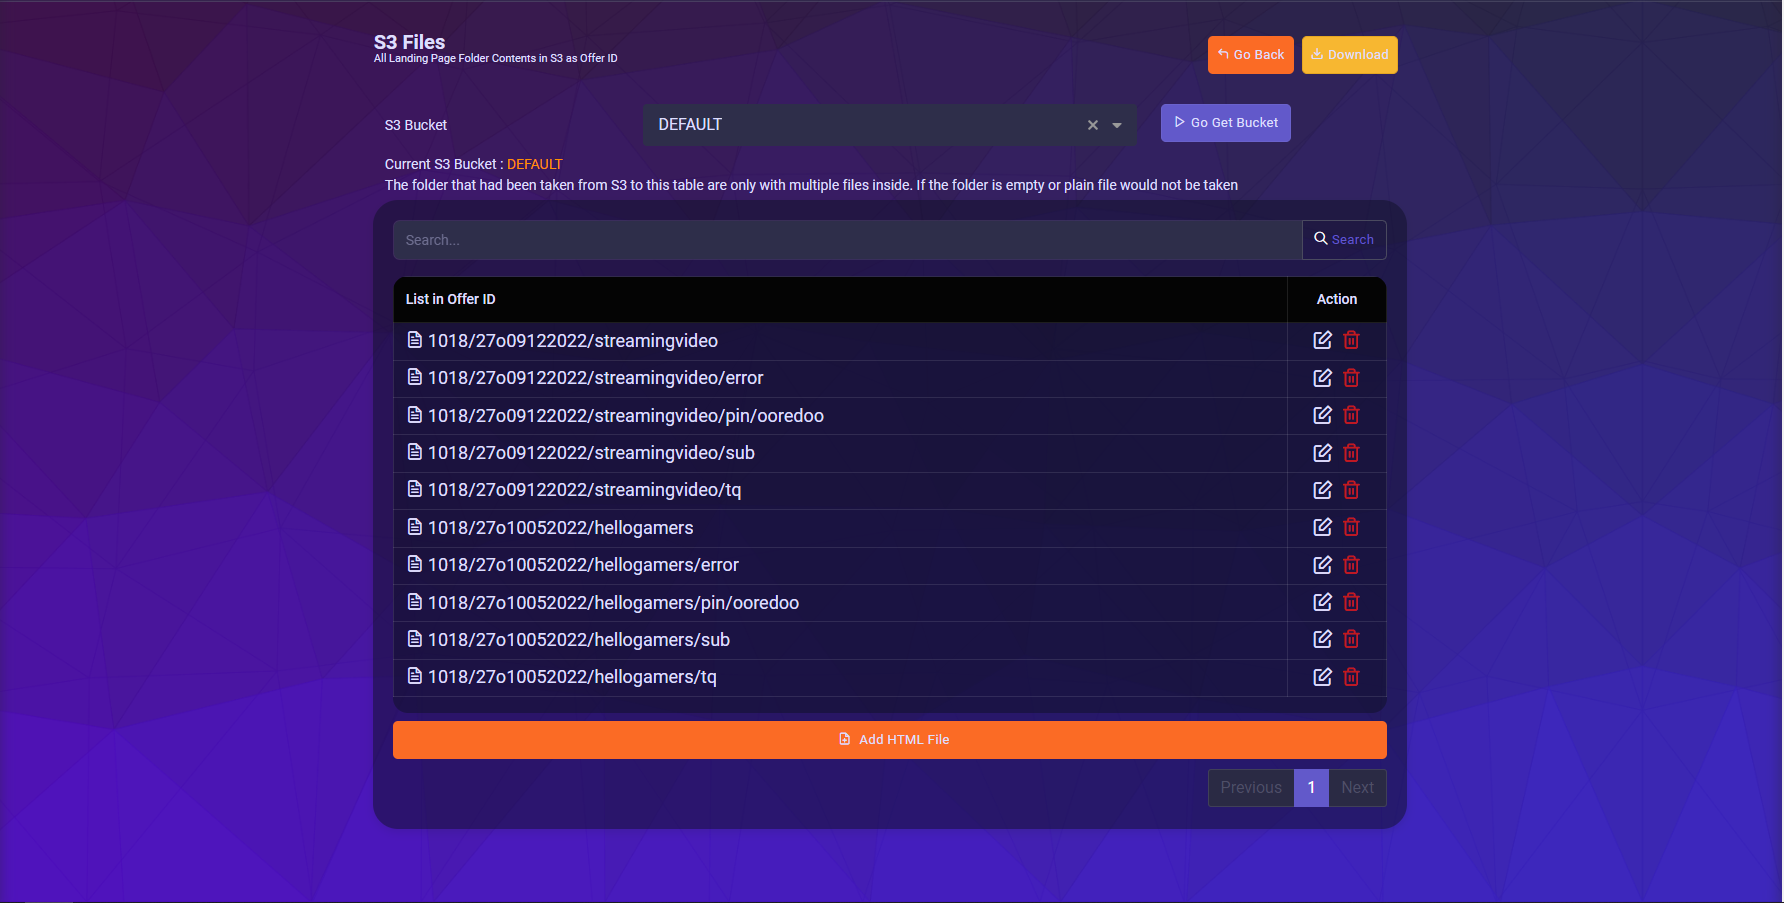 S3 Files
All Landing Page Folder Contents in S3 as Offer ID
Go Back
Download
S3 Bucket
DEFAULT
Go Get Bucket
Current S3 Bucket : DEFAULT
The folder that had been taken from S3 to this table are only with multiple files inside. If the folder is empty or plain file would not be taken
Search...
Search
List in Offer ID
Action
1018/27o09122022/streamingvideo
1018/27o09122022/streamingvideo/error
1018/27o09122022/streamingvideo/pin/ooredoo
1018/27o09122022/streamingvideo/sub
1018/27o09122022/streamingvideo/tq
1018/27o10052022/hellogamers
1018/27o10052022/hellogamers/error
1018/27o10052022/hellogamers/pin/ooredoo
1018/27o10052022/hellogamers/sub
1018/27o10052022/hellogamers/tq
Add HTML File
Previous
1
Next